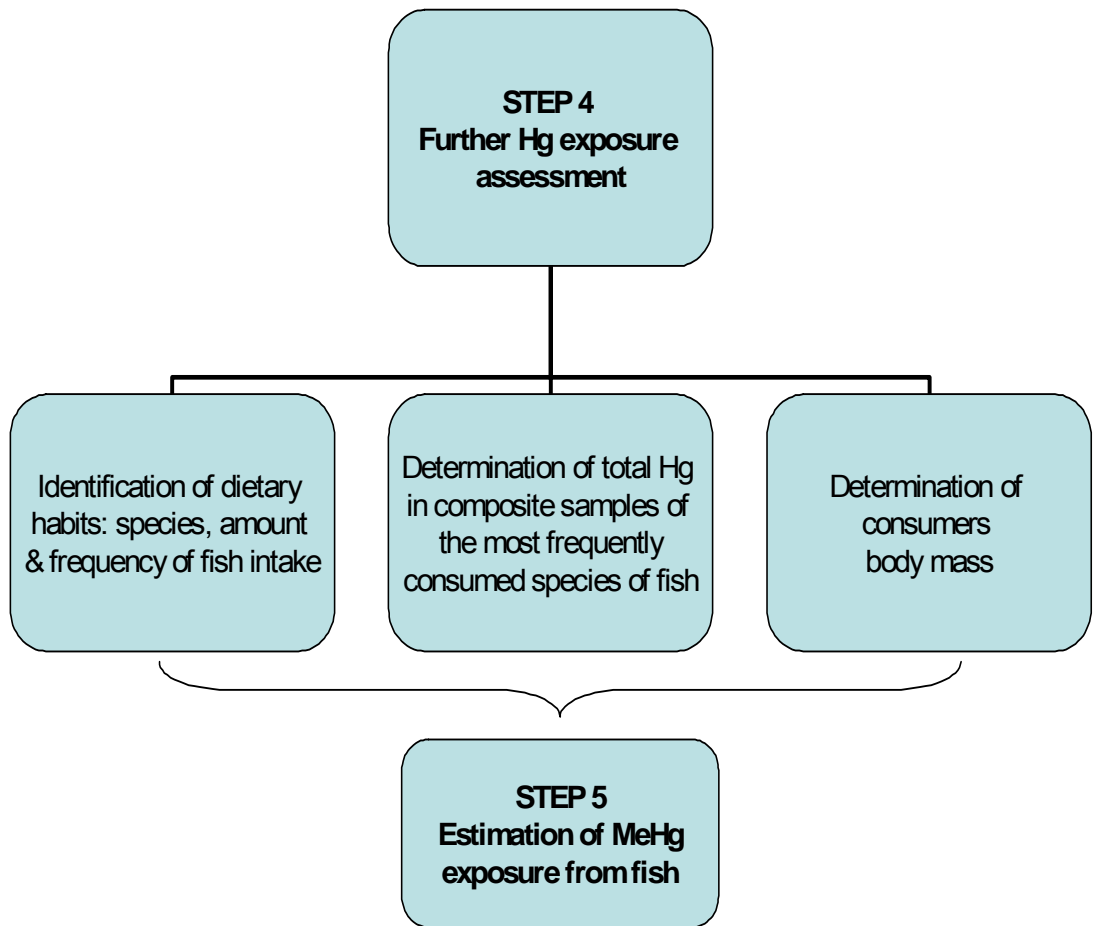 STEP 4
Further Hg exposure
assessment
Identification of dietary
habits: species, amount
& frequency of fish intake
Determination of total Hg
in composite samples of
the most frequently
consumed species of fish
Determination of
consumers
body mass
STEP 5
Estimation of MeHg
exposure from fish